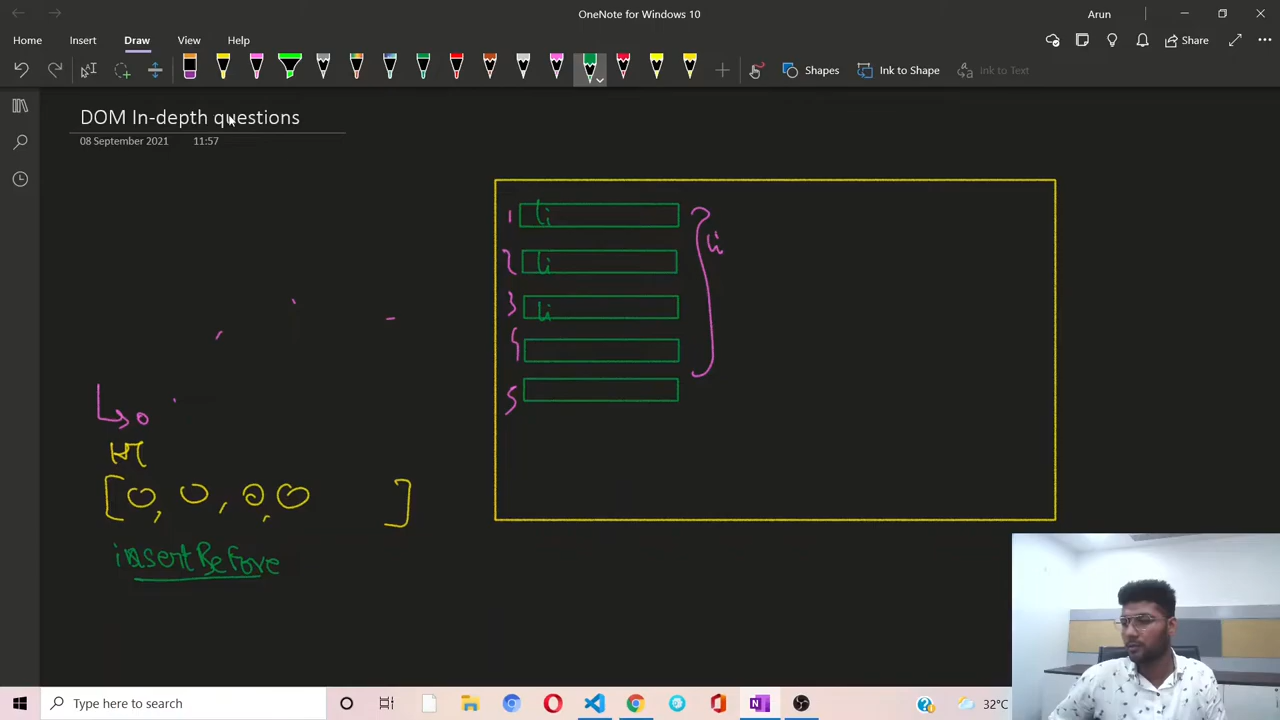 OneNote for Windows 10
Arun
Home Insert Draw View Help
Share
Shapes Ink to Shape Ink to Text
DOM In-depth questions
08 September 2021 11:57
1 li
2 li
3 li
4
5
li
insertBefore
Type here to search
32°C